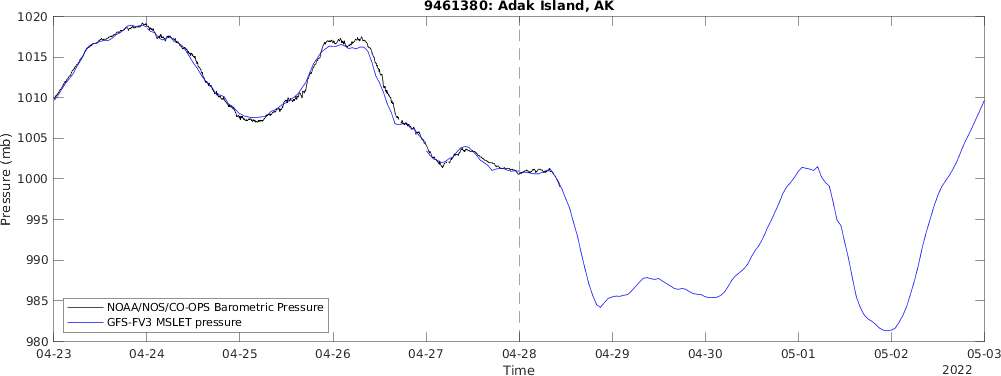 9461380: Adak Island, AK
1020
1015
1010
1005
1000
995
990
985
980
Pressure (mb)
NOAA/NOS/CO-OPS Barometric Pressure
GFS-FV3 MSLET pressure
04-23 04-24 04-25 04-26 04-27 04-28 04-29 04-30 05-01 05-02 05-03
Time
2022